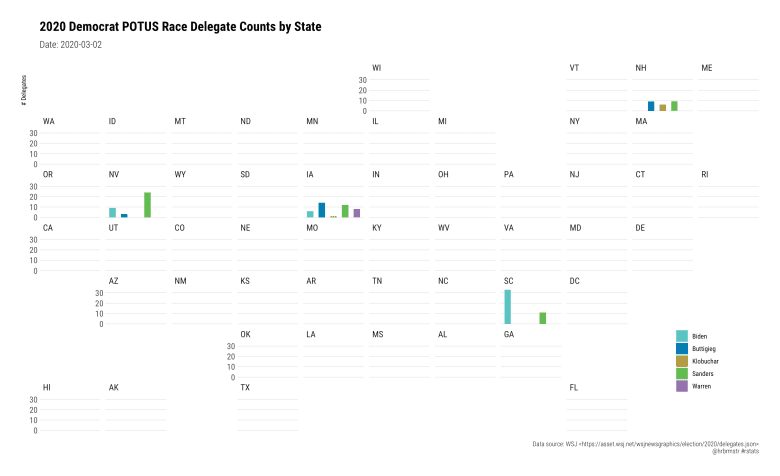 2020 Democrat POTUS Race Delegate Counts by State
Date: 2020-03-02
# Delegates
WI VT NH ME
30
20
10
0
WA ID MT ND MN IL MI NY MA
30
20
10
0
OR NV WY SD IA IN OH PA NJ CT RI
30
20
10
0
CA UT CO NE MO KY WV VA MD DE
30
20
10
0
AZ NM KS AR TN NC SC DC
30
20
10
0
OK LA MS AL GA
30
20
10
0
Biden
Buttigieg
Klobuchar
Sanders
Warren
HI AK TX FL
30
20
10
0
Data source: WSJ <https://asset.wsj.net/wsjnewsgraphics/election/2020/delegates.json>
@hrbrmstr #rstats